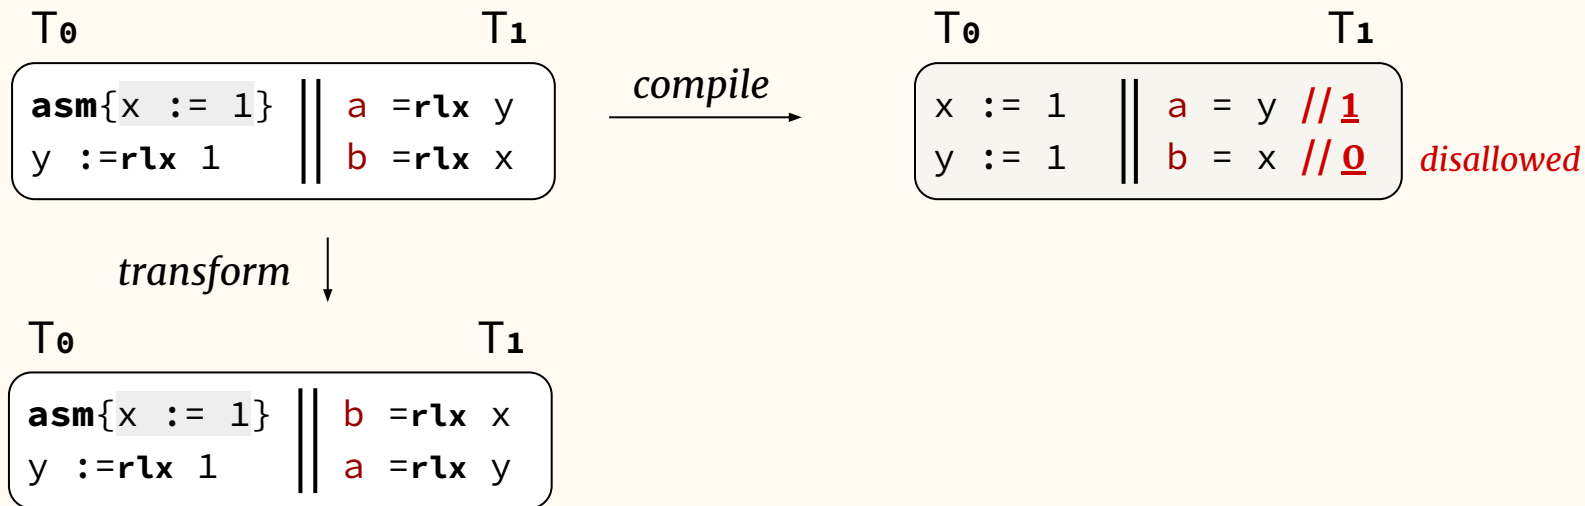 T0 T1
asm{x := 1} || a =rlx y
y :=rlx 1 || b =rlx x
compile
T0 T1
x := 1 || a = y //1
y := 1 || b = x //0
disallowed
transform
T0 T1
asm{x := 1} || b =rlx x
y :=rlx 1 || a =rlx y